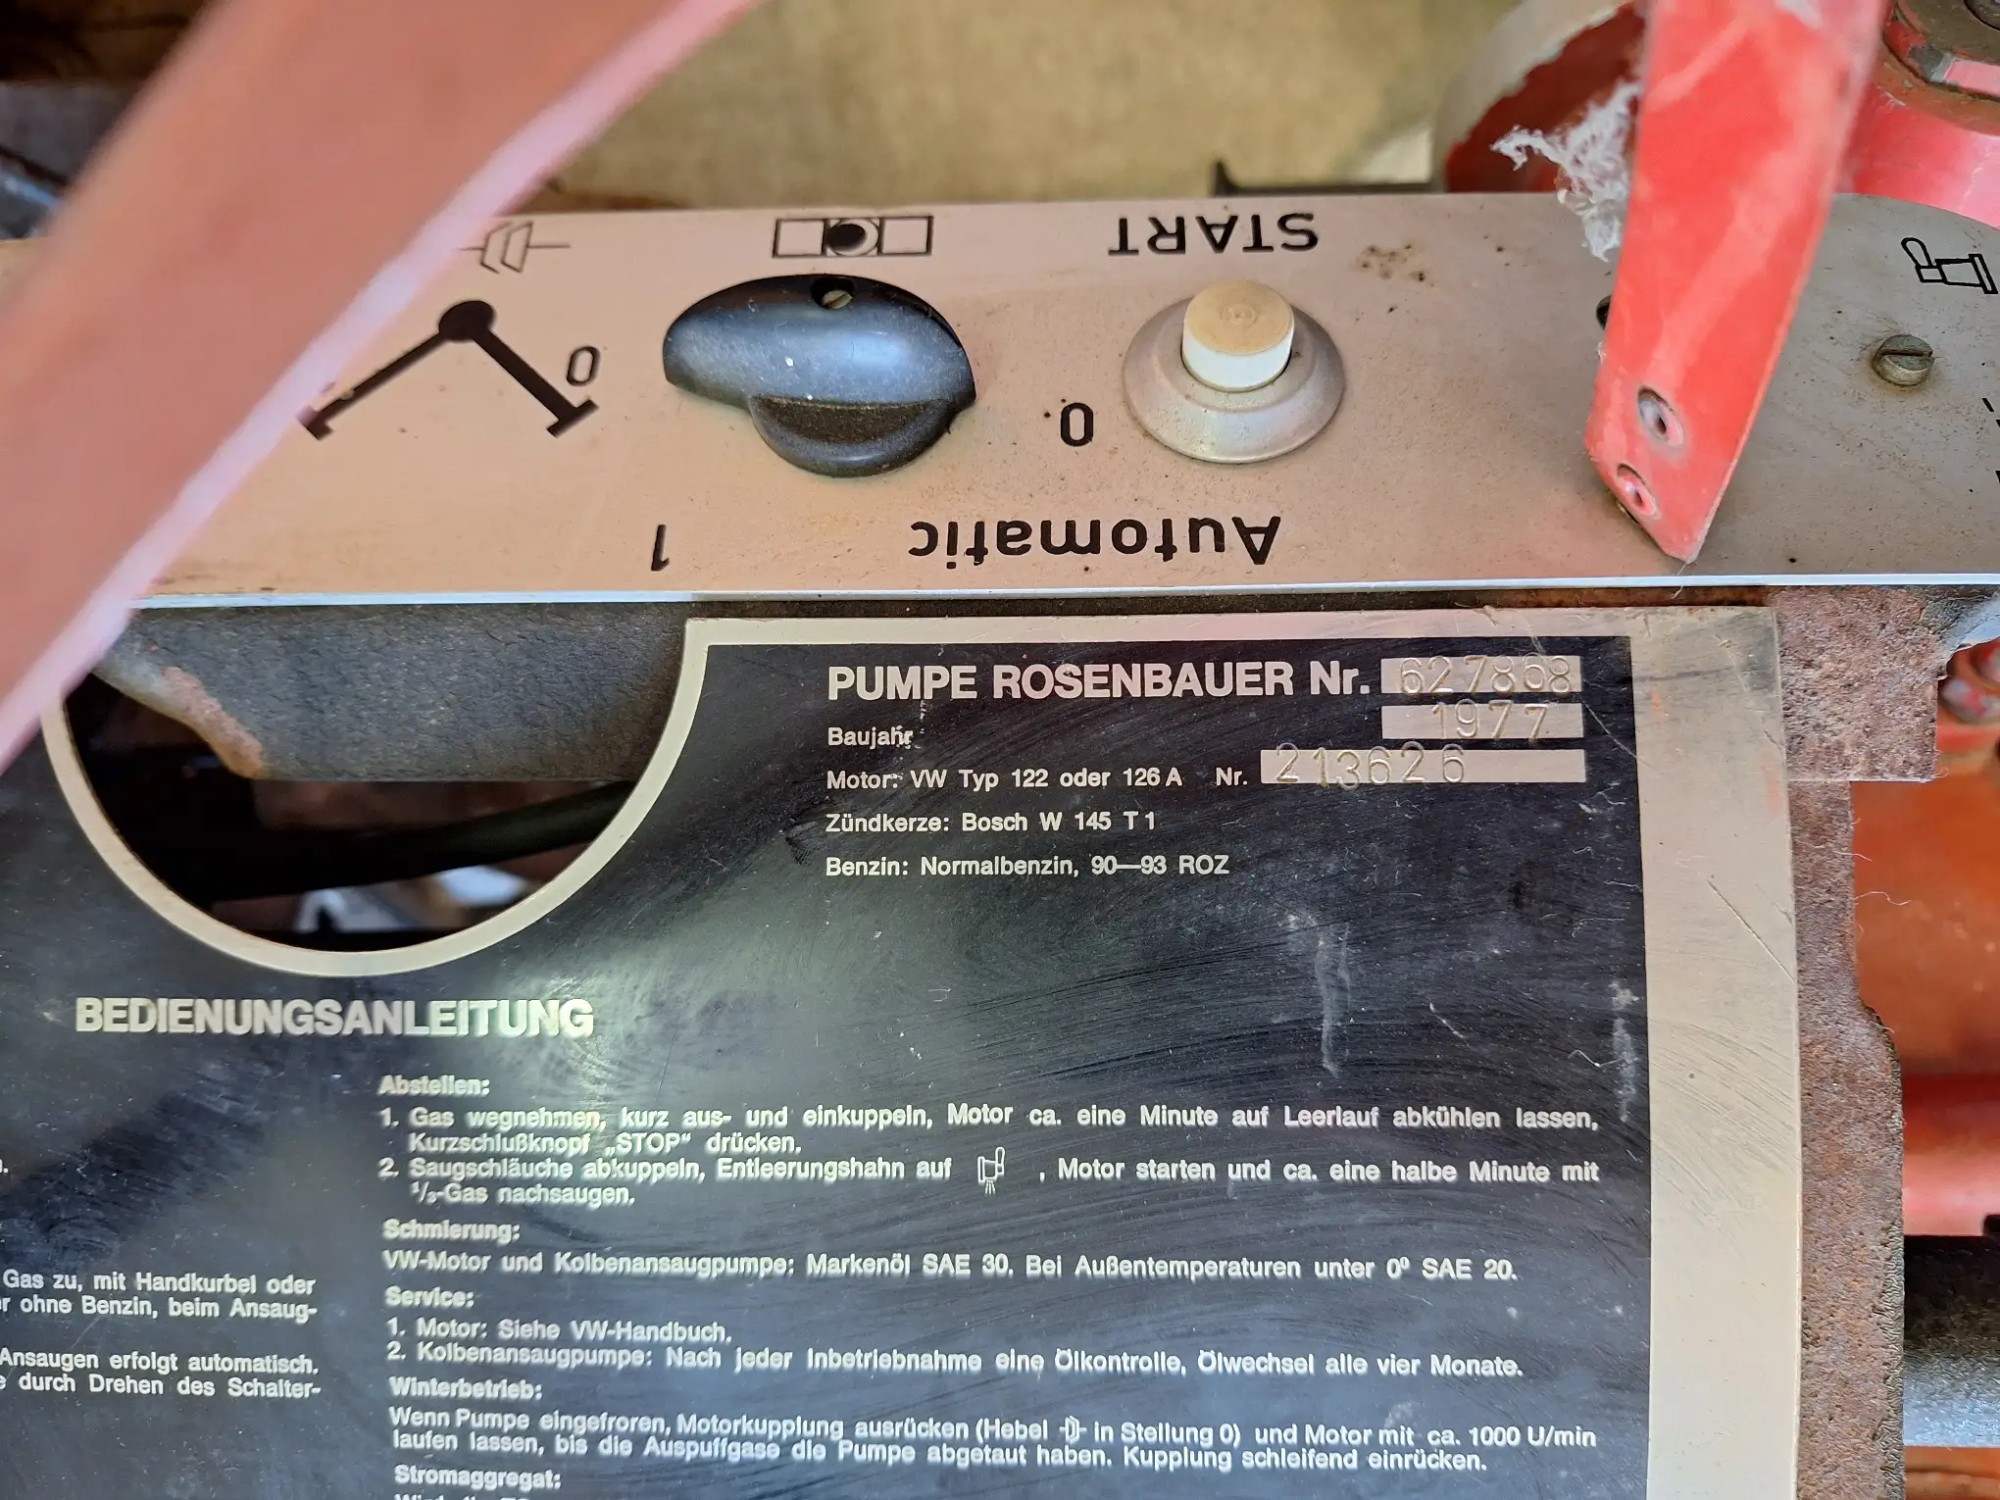 START
0
0
Automatic
1
PUMPE ROSENBAUER Nr. 627868
Baujahr 1977
Motor: VW Typ 122 oder 126 A Nr. 213626
Zündkerze: Bosch W 145 T 1
Benzin: Normalbenzin, 90—93 ROZ
BEDIENUNGSANLEITUNG
Gas zu, mit Handkurbel oder
ohne Benzin, beim Ansaug-
Ansaugen erfolgt automatisch.
durch Drehen des Schalter-
Abstellen:
1. Gas wegnehmen, kurz aus- und einkuppeln, Motor ca. eine Minute auf Leerlauf abkühlen lassen,
Kurzschlußknopf „STOP“ drücken.
2. Saugschläuche abkuppeln, Entleerungshahn auf , Motor starten und ca. eine halbe Minute mit
-Gas nachsaugen.
Schmierung:
VW-Motor und Kolbenansaugpumpe: Markenöl SAE 30. Bei Außentemperaturen unter 0⁰ SAE 20.
Service:
1. Motor: Siehe VW-Handbuch.
2. Kolbenansaugpumpe: Nach jeder Inbetriebnahme eine Ölkontrolle, Ölwechsel alle vier Monate.
Winterbetrieb:
Wenn Pumpe eingefroren, Motorkupplung ausrücken (Hebel in Stellung 0) und Motor mit ca. 1000 U/min
laufen lassen, bis die Auspuffgase die Pumpe abgetaut haben. Kupplung schleifend einrücken.
Stromaggregat: